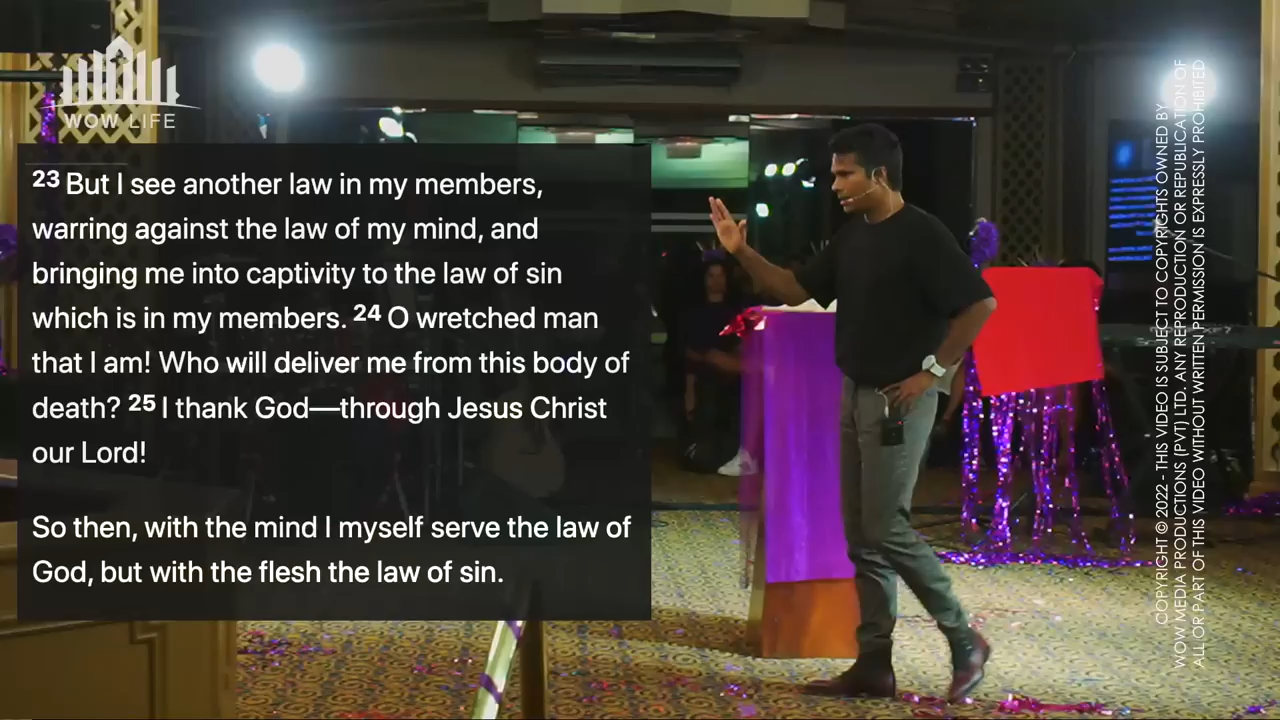 WOW LIFE
23 But I see another law in my members,
warring against the law of my mind, and
bringing me into captivity to the law of sin
which is in my members. 24 O wretched man
that I am! Who will deliver me from this body of
death? 25 I thank God—through Jesus Christ
our Lord!
So then, with the mind I myself serve the law of
God, but with the flesh the law of sin.
COPYRIGHT ©2022 - THIS VIDEO IS SUBJECT TO COPYRIGHTS OWNED BY
WOW MEDIA PRODUCTIONS (PVT) LTD. ANY REPRODUCTION OR REPUBLICATION OF
ALL OR PART OF THIS VIDEO WITHOUT WRITTEN PERMISSION IS EXPRESSLY PROHIBITED